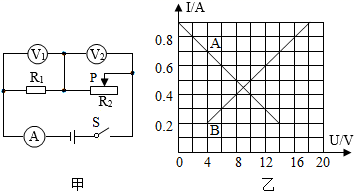 V₁ V₂
R₁ P R₂
A S
甲
I/A
0.8
0.6
0.4
0.2
A
B
0 4 8 12 16 20
U/V
乙